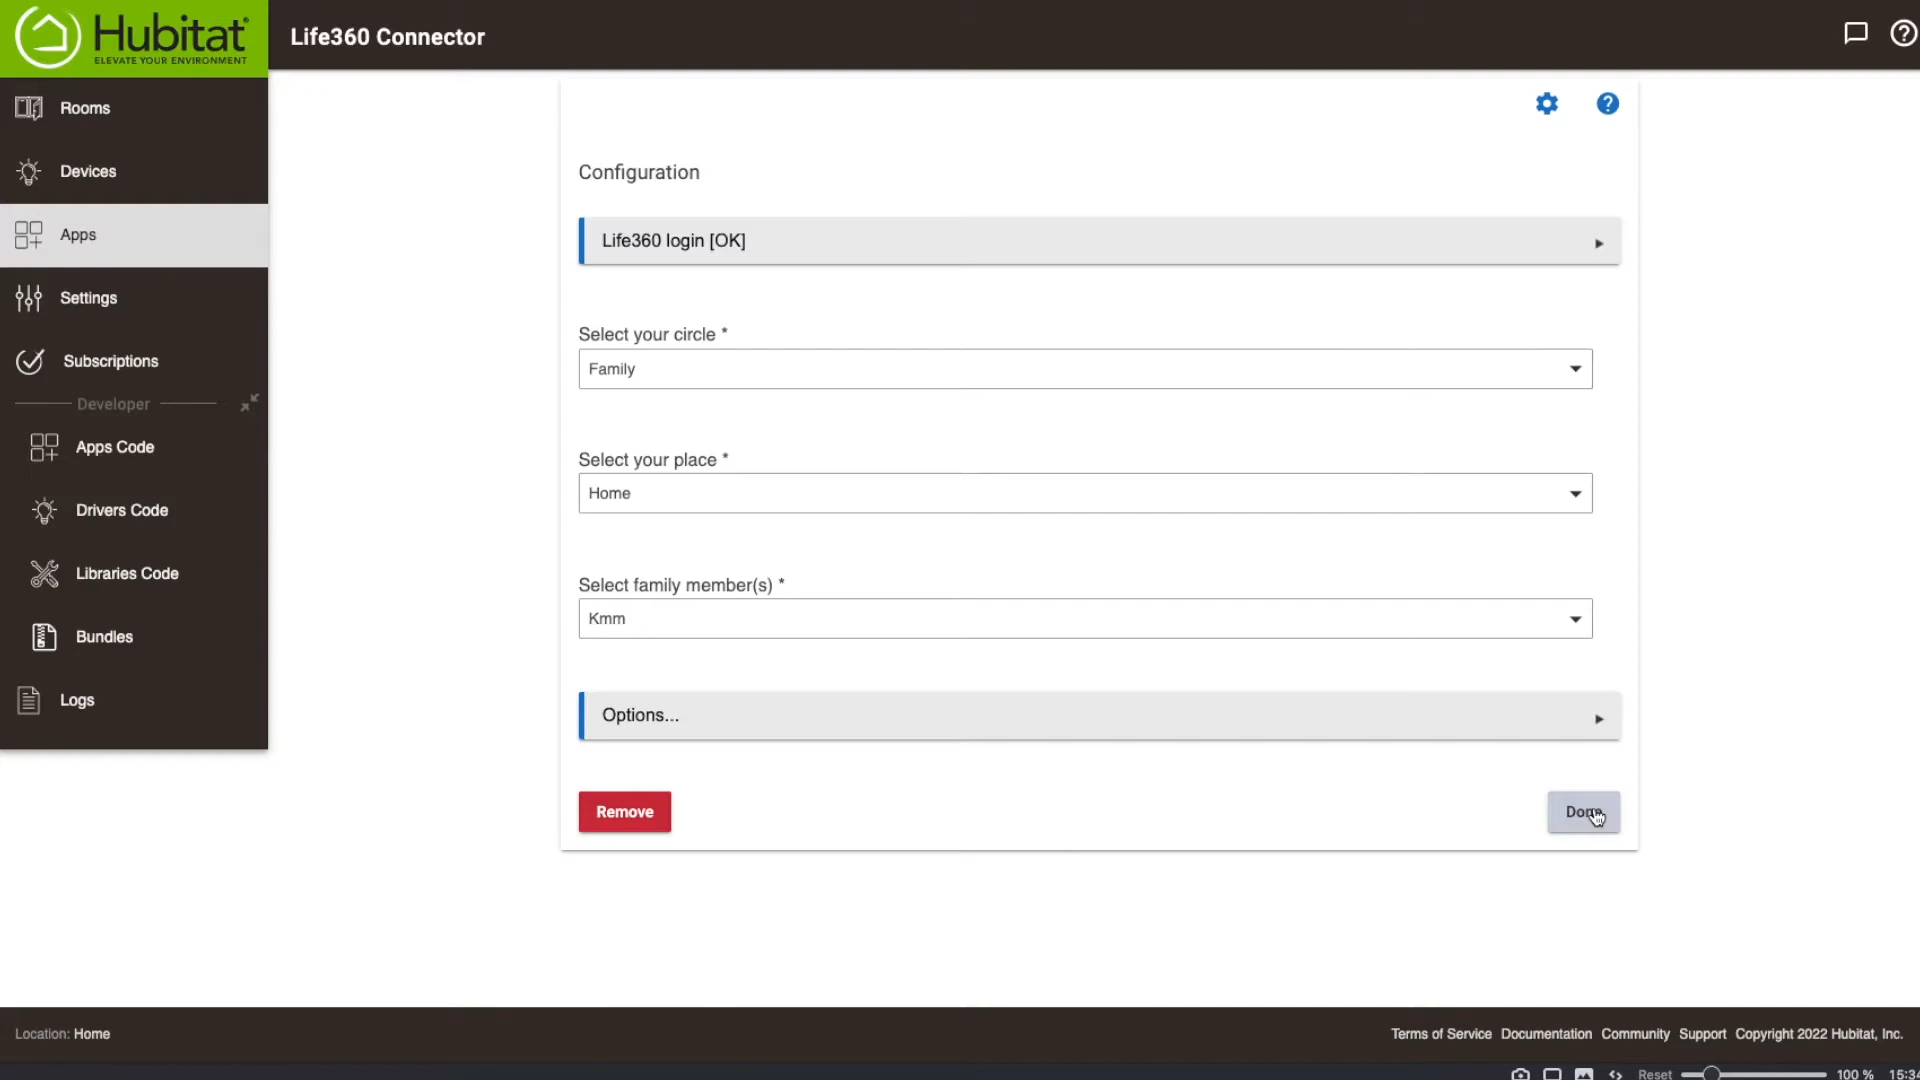 Hubitat®
ELEVATE YOUR ENVIRONMENT
Life360 Connector
Rooms
Devices
Apps
Settings
Subscriptions
Developer
Apps Code
Drivers Code
Libraries Code
Bundles
Logs
Configuration
Life360 login [OK]
Select your circle *
Family
Select your place *
Home
Select family member(s) *
Kmm
Options...
Remove
Done
Location: Home
Terms of Service Documentation Community Support Copyright 2022 Hubitat, Inc.
Reset 100 %